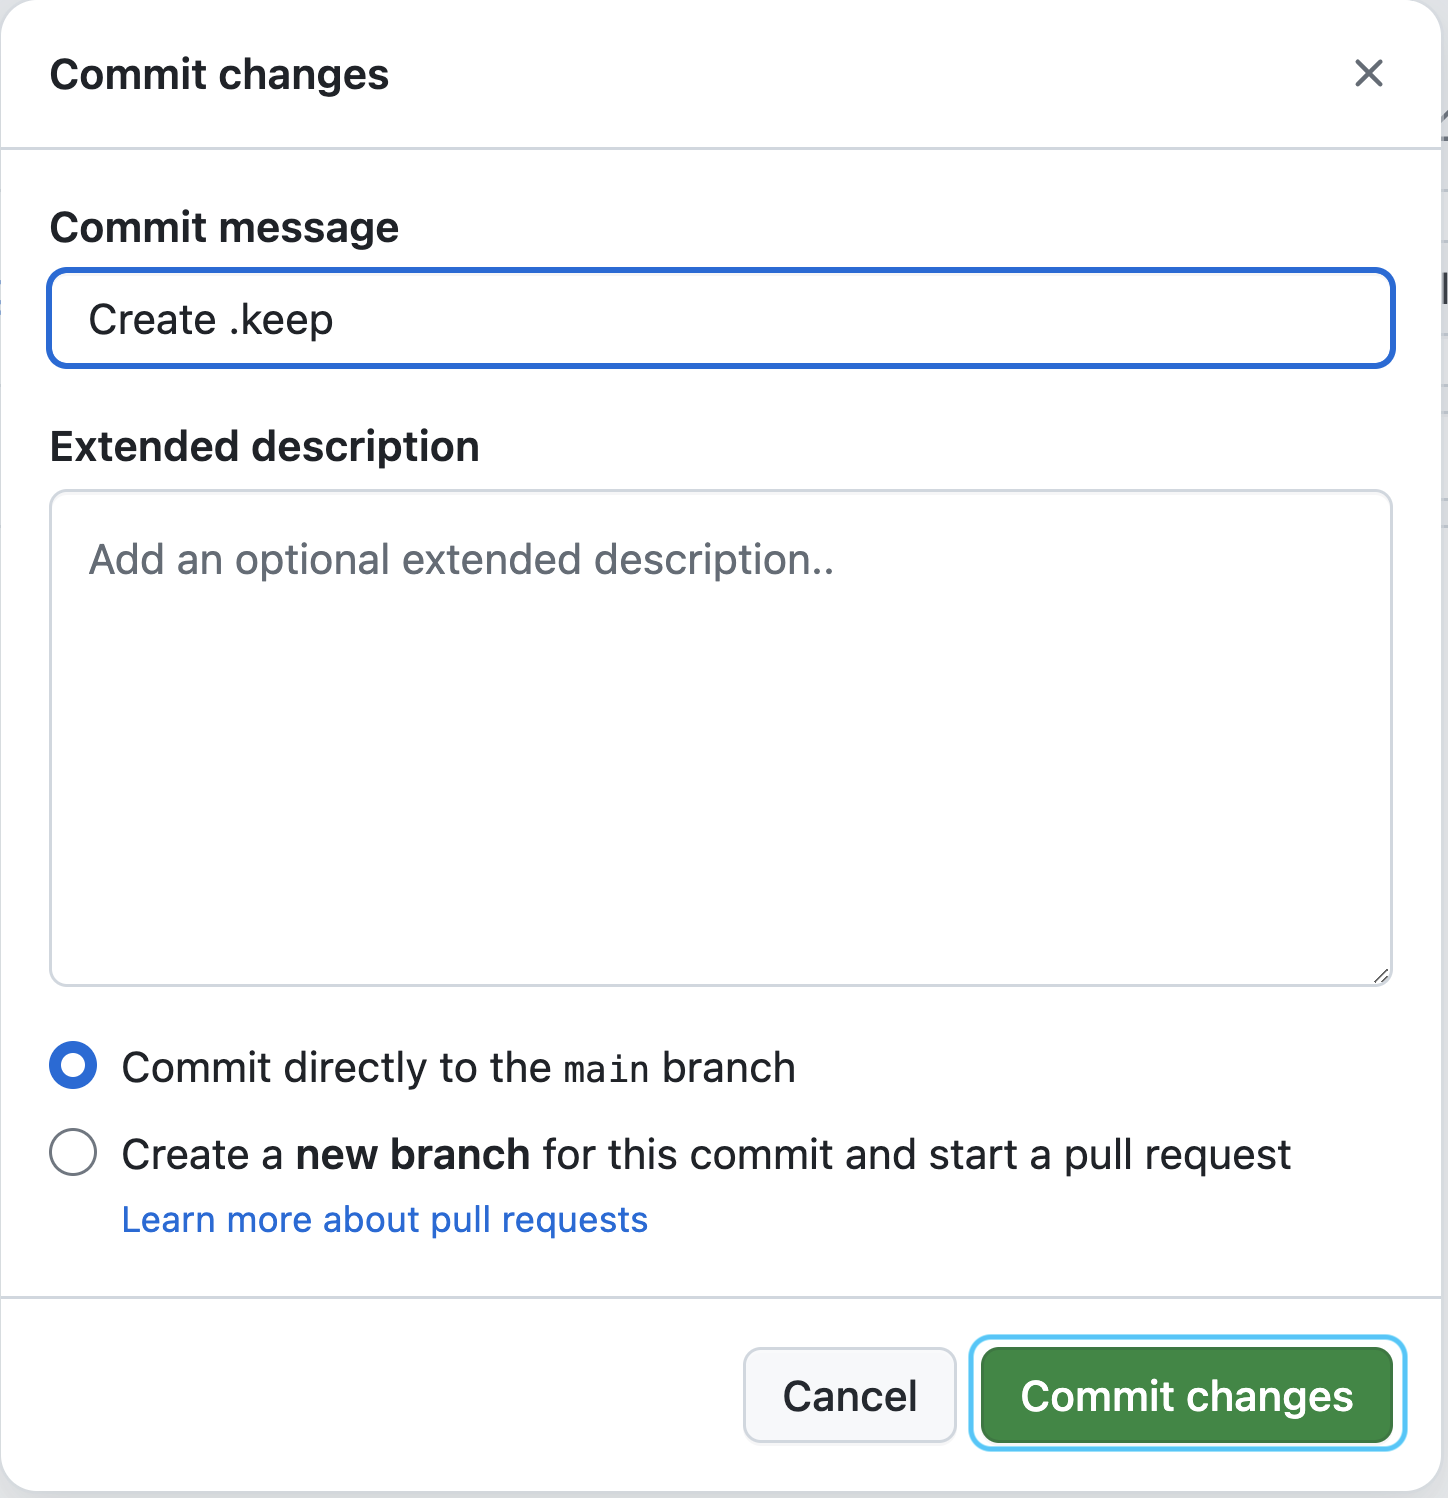 Commit changes
Commit message
Create .keep
Extended description
Add an optional extended description..
Commit directly to the main branch
Create a new branch for this commit and start a pull request
Learn more about pull requests
Cancel
Commit changes